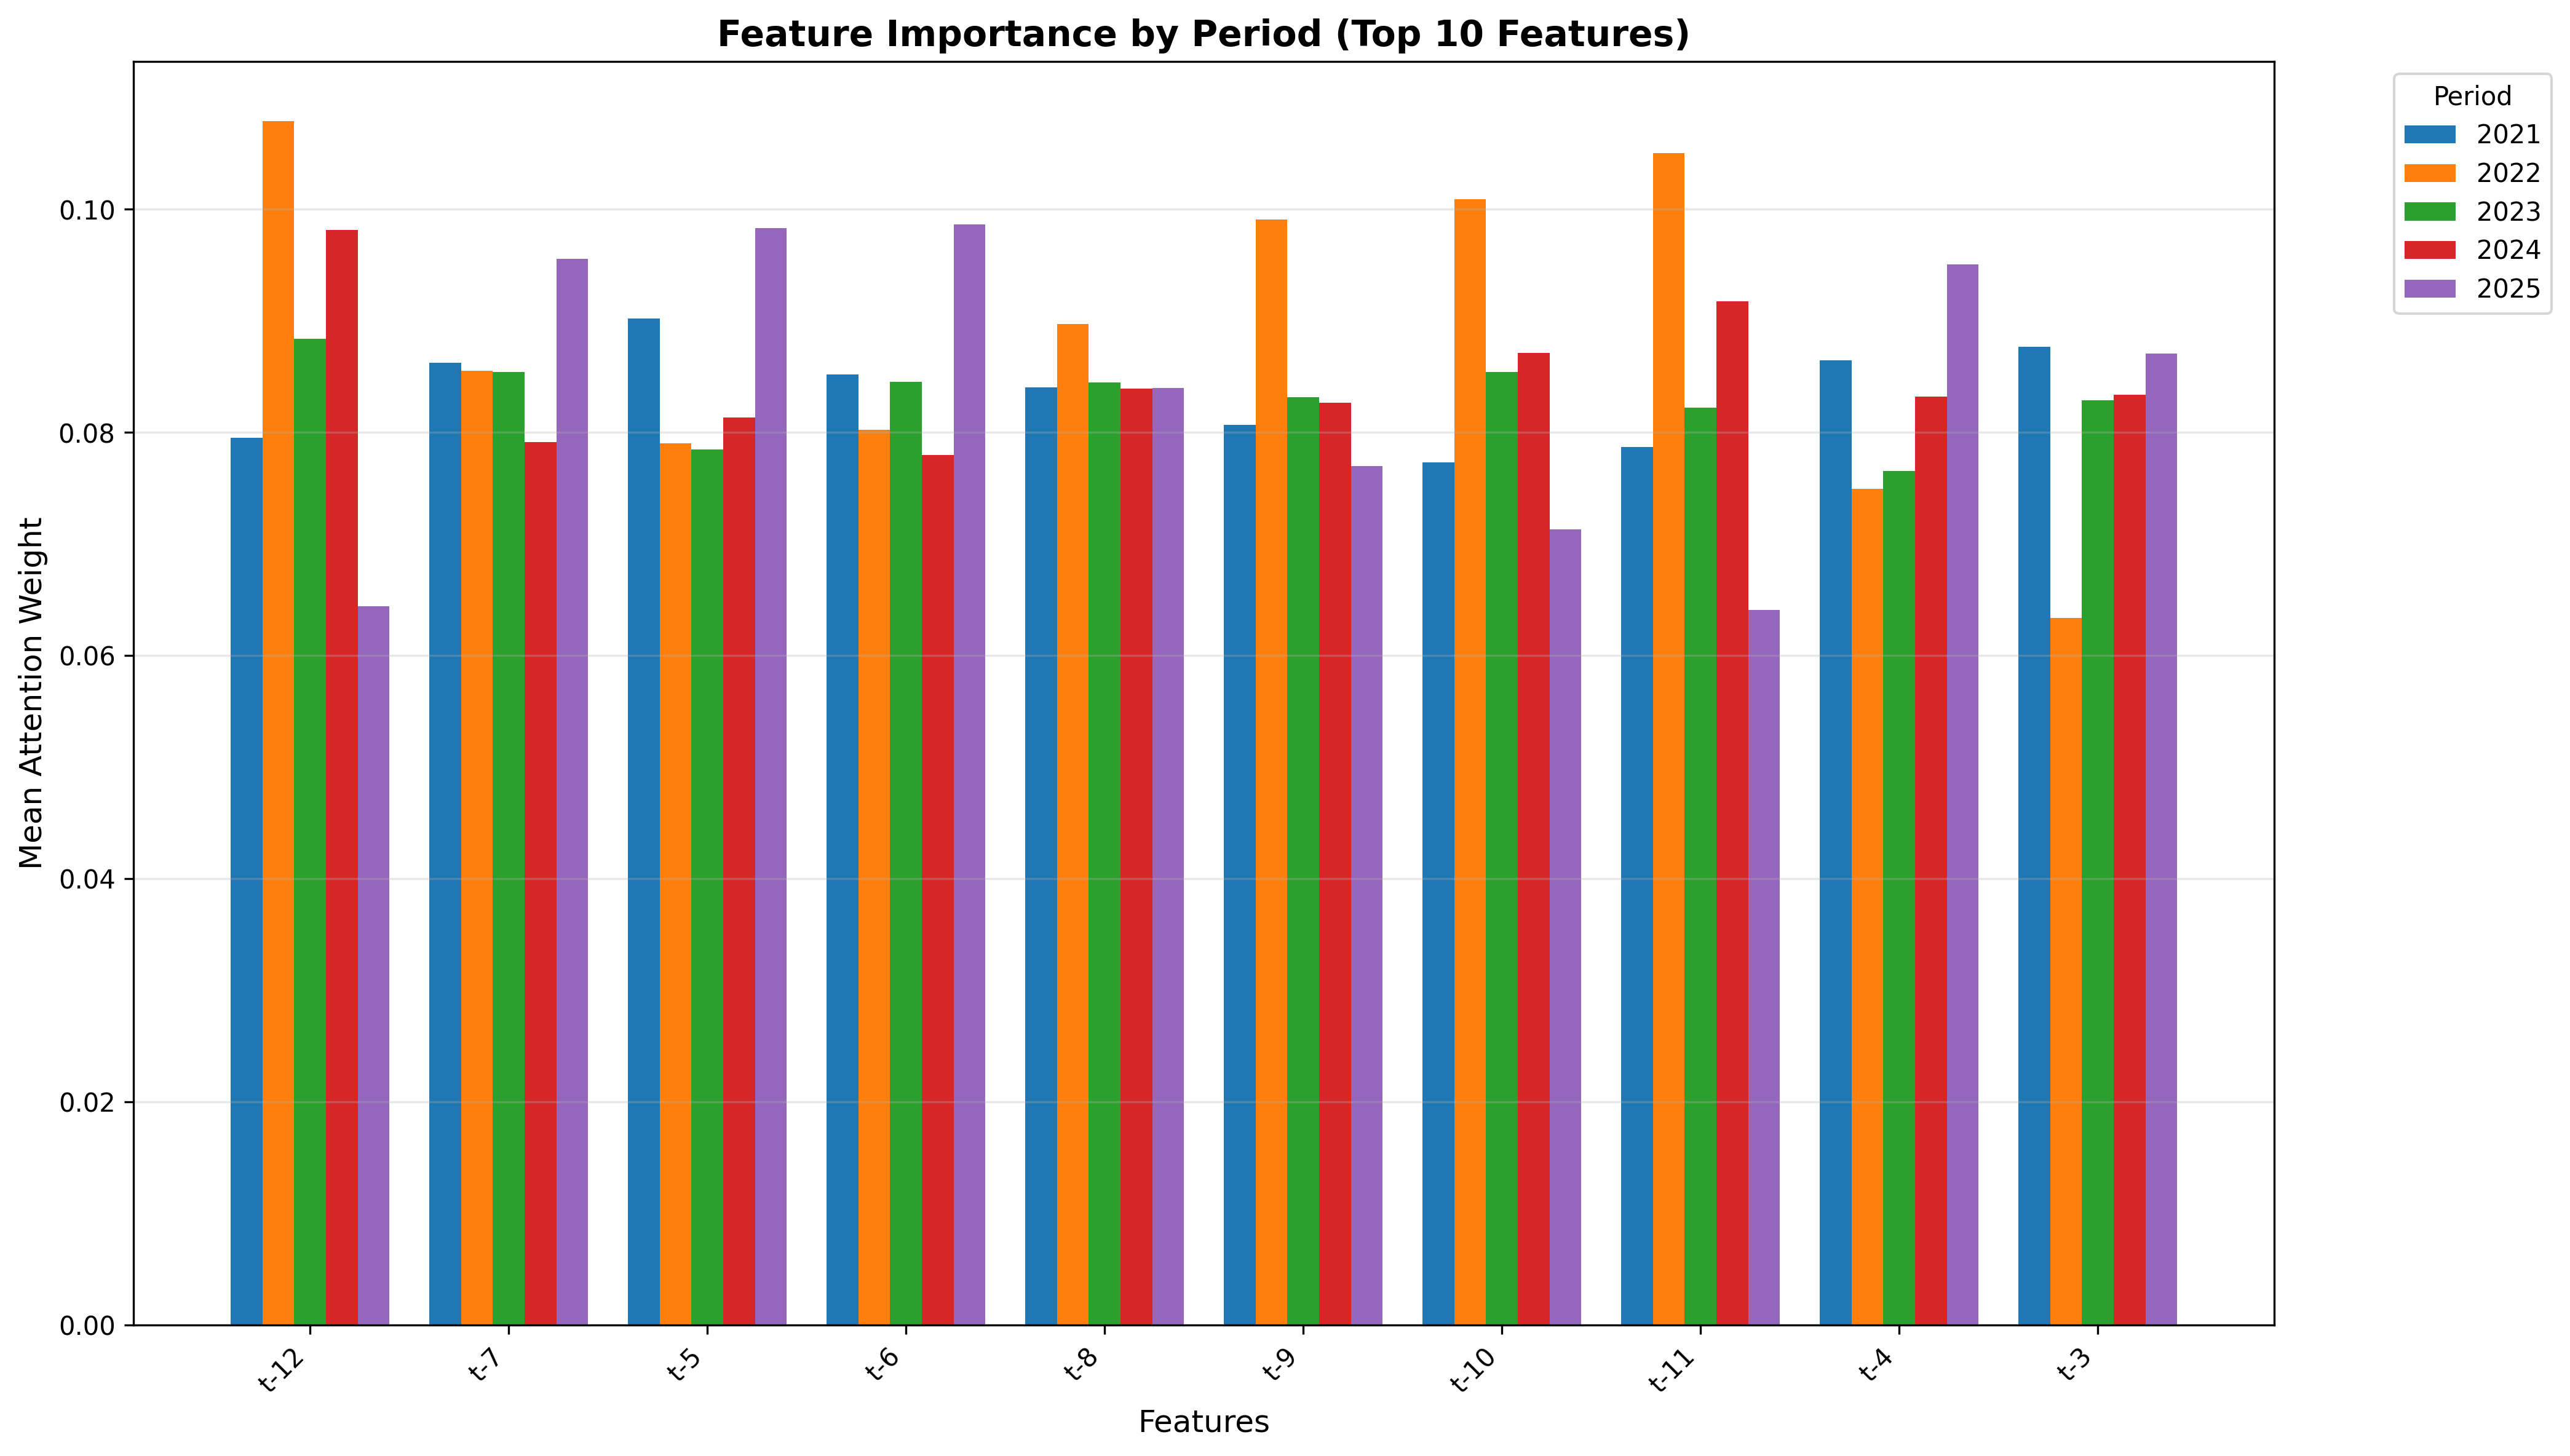 Feature Importance by Period (Top 10 Features)
Period
2021
2022
2023
2024
2025
Mean Attention Weight
0.10
0.08
0.06
0.04
0.02
0.00
t-12
t-7
t-5
t-6
t-8
t-9
t-10
t-11
t-4
t-3
Features